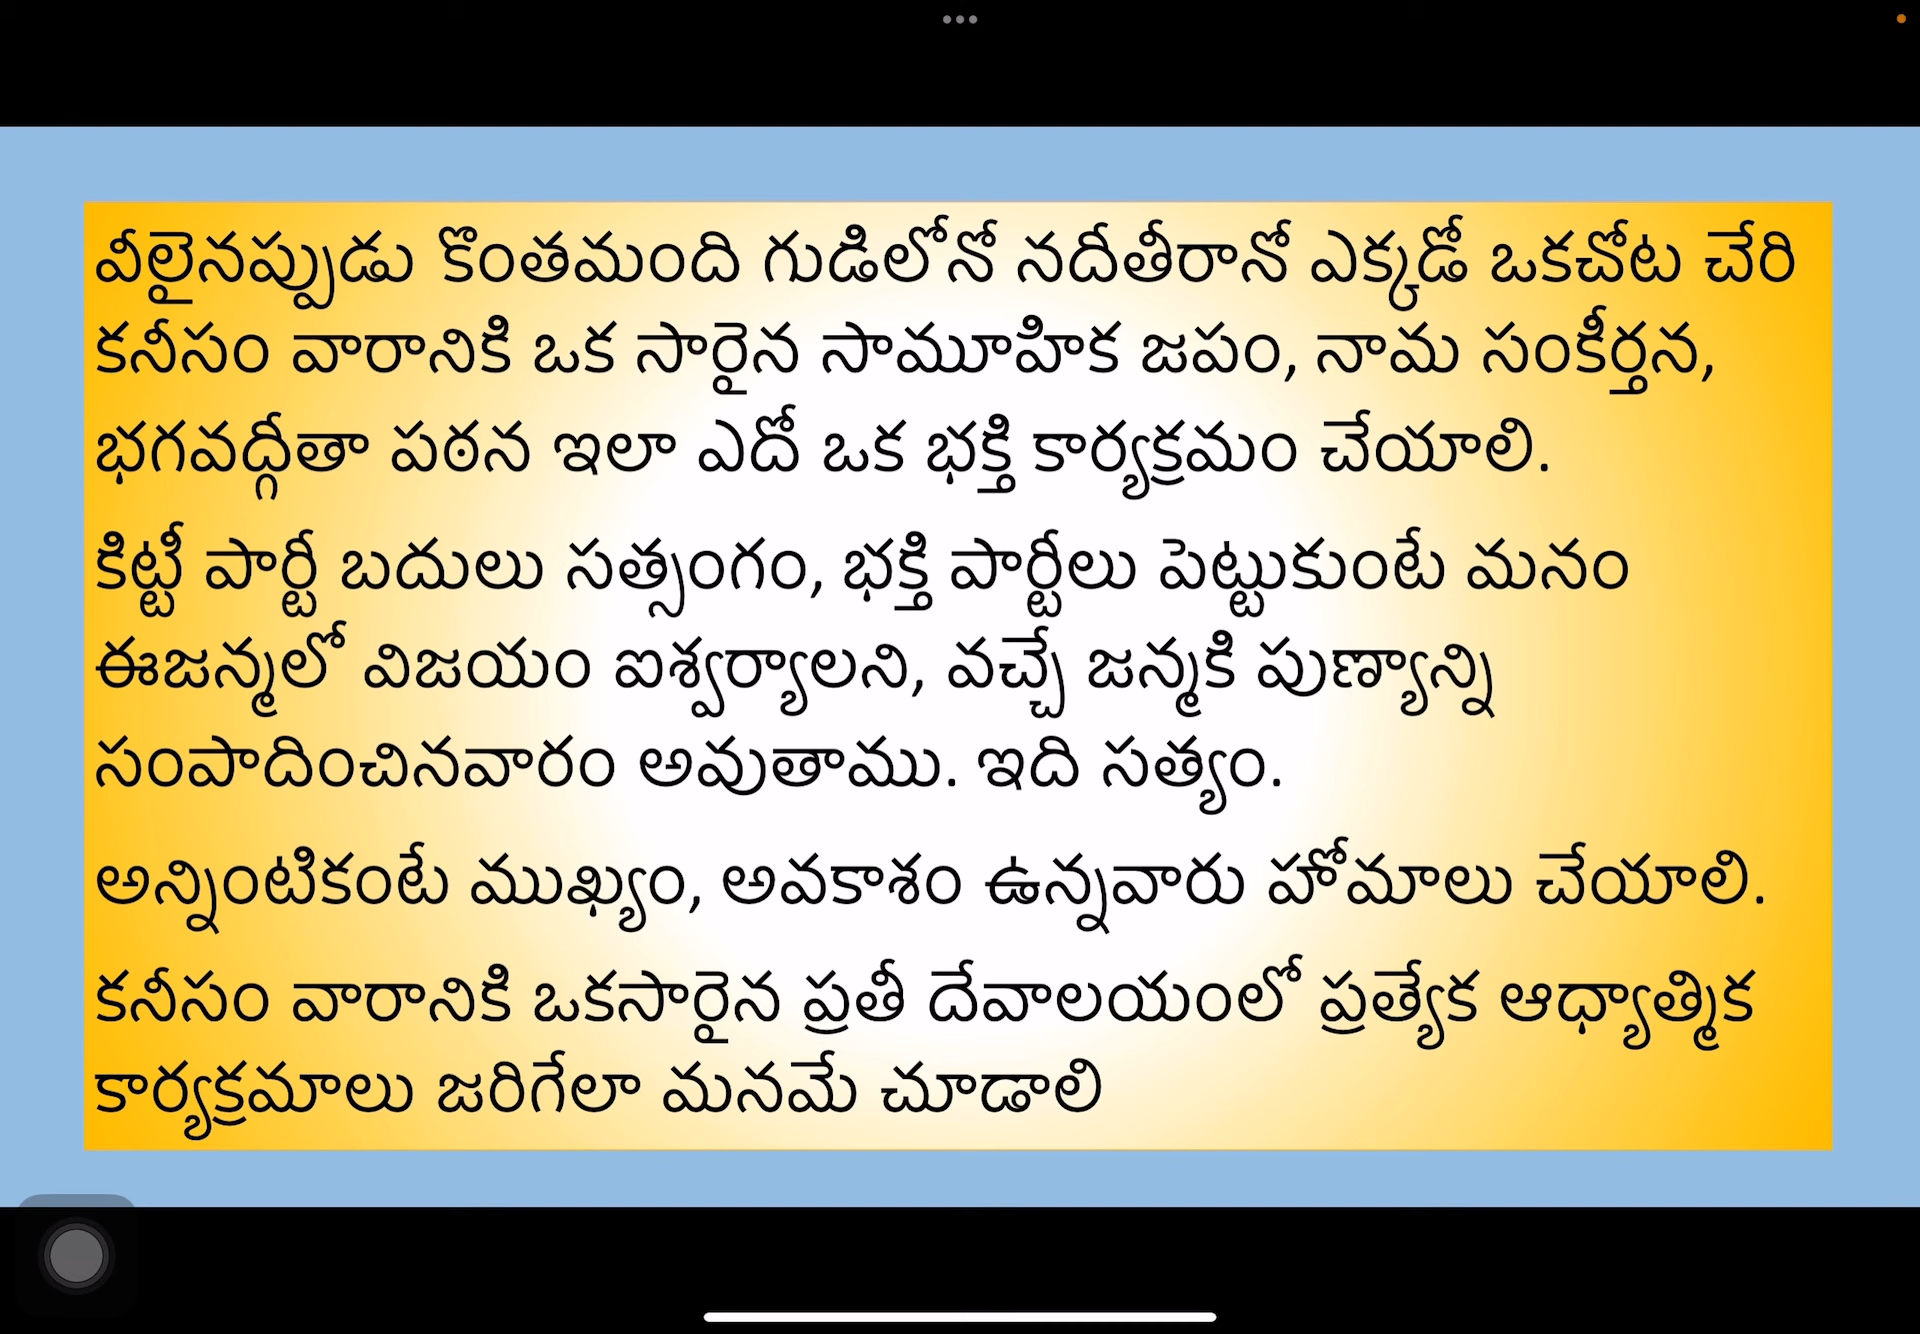 వీలైనప్పుడు కొంతమంది గుడిలోనో నదీతీరానో ఎక్కడో ఒకచోట చేరి
కనీసం వారానికి ఒక సారైన సామూహిక జపం, నామ సంకీర్తన,
భగవద్గీతా పఠన ఇలా ఎదో ఒక భక్తి కార్యక్రమం చేయాలి.
కిట్టీ పార్టీ బదులు సత్సంగం, భక్తి పార్టీలు పెట్టుకుంటే మనం
ఈజన్మలో విజయం ఐశ్వర్యాలని, వచ్చే జన్మకి పుణ్యాన్ని
సంపాదించినవారం అవుతాము. ఇది సత్యం.
అన్నింటికంటే ముఖ్యం, అవకాశం ఉన్నవారు హోమాలు చేయాలి.
కనీసం వారానికి ఒకసారైన ప్రతీ దేవాలయంలో ప్రత్యేక ఆధ్యాత్మిక
కార్యక్రమాలు జరిగేలా మనమే చూడాలి